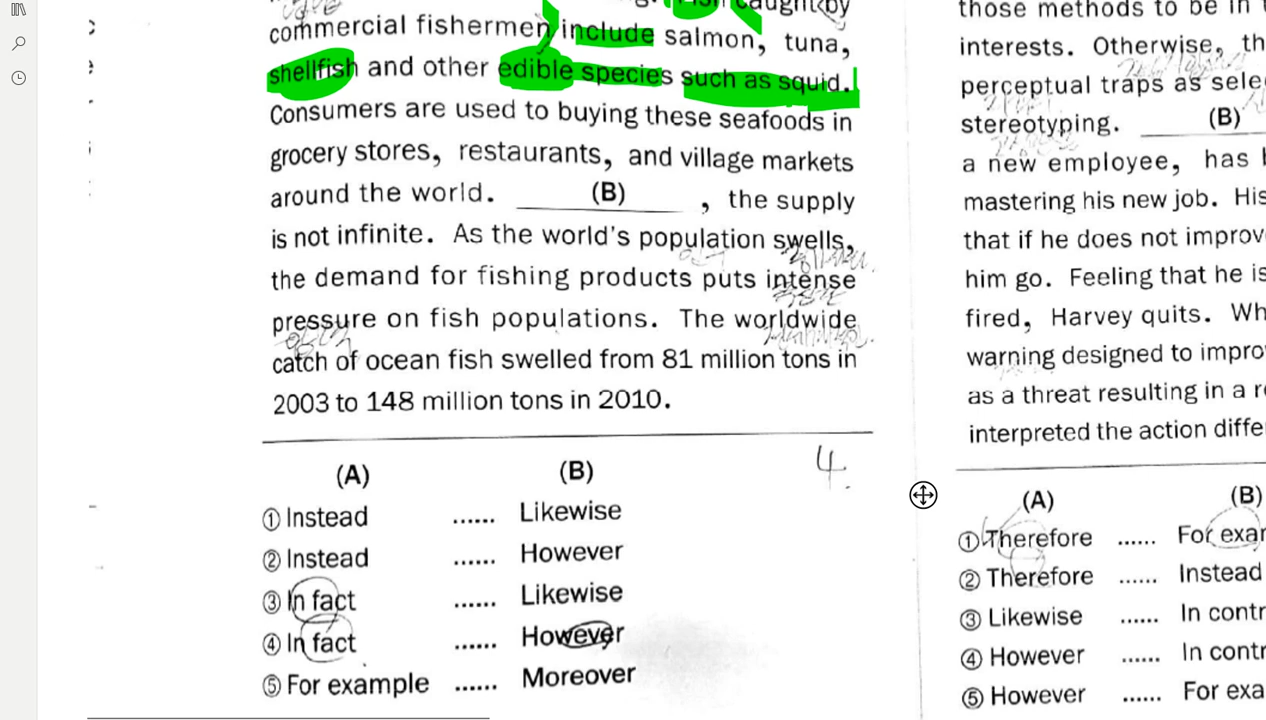 caught by
commercial fishermen include salmon, tuna,
shellfish and other edible species such as squid.
Consumers are used to buying these seafoods in
grocery stores, restaurants, and village markets
around the world. (B) , the supply
is not infinite. As the world's population swells,
the demand for fishing products puts intense
pressure on fish populations. The worldwide
catch of ocean fish swelled from 81 million tons in
2003 to 148 million tons in 2010.
4.
(A) (B)
① Instead ...... Likewise
② Instead ...... However
③ In fact ...... Likewise
④ In fact ...... However
⑤ For example ...... Moreover
those methods to be in
interests. Otherwise, th
perceptual traps as sele
stereotyping. (B)
a new employee, has
mastering his new job. His
that if he does not improv
him go. Feeling that he is
fired, Harvey quits. Wh
warning designed to impro
as a threat resulting in a r
interpreted the action diffe
(A) (B)
① Therefore ...... For exa
② Therefore ...... Instead
③ Likewise ...... In contr
④ However ...... In contr
⑤ However ...... For exa